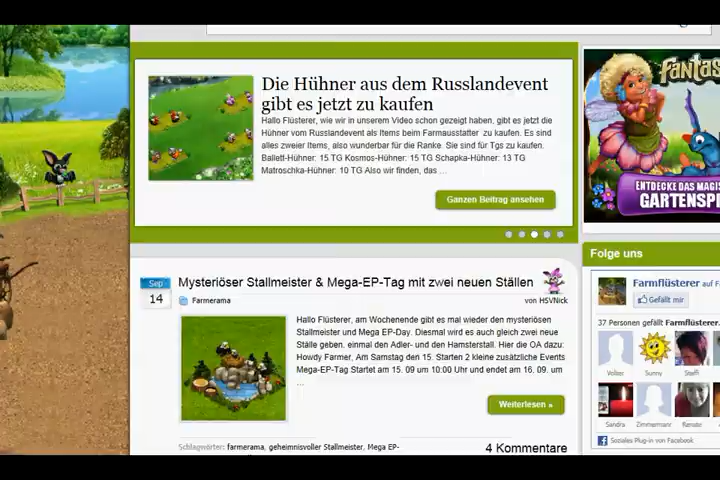 Die Hühner aus dem Russlandevent
gibt es jetzt zu kaufen
Hallo Flüsterer, wie wir in unserem Video schon gezeigt haben, gibt es jetzt die
Hühner vom Russlandevent als Items beim Farmausstatter zu kaufen. Es sind
alles zweier Items, also wunderbar für die Ranke. Sie sind für Tgs zu kaufen.
Ballett-Hühner: 15 TG Kosmos-Hühner: 15 TG Schapka-Hühner: 13 TG
Matroschka-Hühner: 10 TG Also wir finden, das ...
Ganzen Beitrag ansehen
Fantas
ENTDECKE DAS MAGIS
GARTENSPI
Sep
14
Mysteriöser Stallmeister & Mega-EP-Tag mit zwei neuen Ställen
Farmerama
von HSVNick
Hallo Flüsterer, am Wochenende gibt es mal wieder den mysteriösen
Stallmeister und Mega EP-Day. Diesmal wird es auch gleich zwei neue
Ställe geben. einmal den Adler- und den Hamsterstall. Hier die OA dazu:
Howdy Farmer, Am Samstag den 15. Starten 2 kleine zusätzliche Events
Mega-EP-Tag Startet am 15. 09 um 10:00 Uhr und endet am 16. 09. um
...
Weiterlesen »
Schlagwörter: farmerama, geheimnisvoller Stallmeister, Mega EP-
4 Kommentare
Folge uns
Farmflüsterer auf F
Gefällt mir
37 Personen gefällt Farmflüsterer.
Volker
Sunny
Steffi
Sandra
Zimmermann
Renster
A
Soziales Plug-in von Facebook